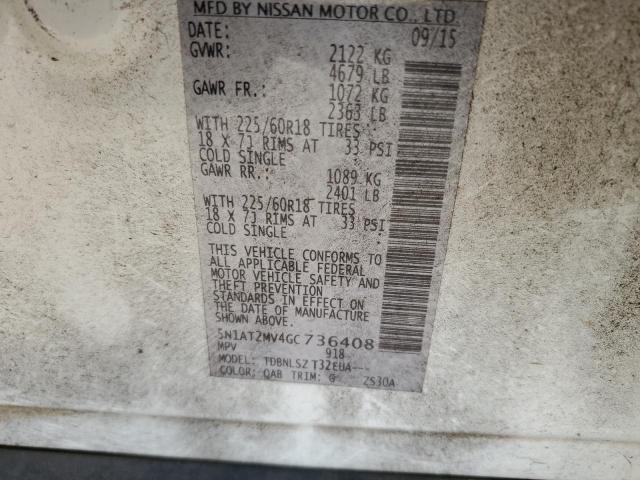 MFD BY NISSAN MOTOR CO., LTD.
DATE: 09/15
GVWR: 2122 KG
4679 LB
GAWR FR.: 1072 KG
2363 LB
WITH 225/60R18 TIRES
18 X 7J RIMS AT 33 PSI
COLD SINGLE
GAWR RR.: 1089 KG
2401 LB
WITH 225/60R18 TIRES
18 X 7J RIMS AT 33 PSI
COLD SINGLE
THIS VEHICLE CONFORMS TO
ALL APPLICABLE FEDERAL
MOTOR VEHICLE SAFETY AND
THEFT PREVENTION
STANDARDS IN EFFECT ON
THE DATE OF MANUFACTURE
SHOWN ABOVE.
5N1AT2MV4GC736408
MPV 918
MODEL: TDBNLSZ T32EUA---
COLOR: QAB TRIM: G ZS30A